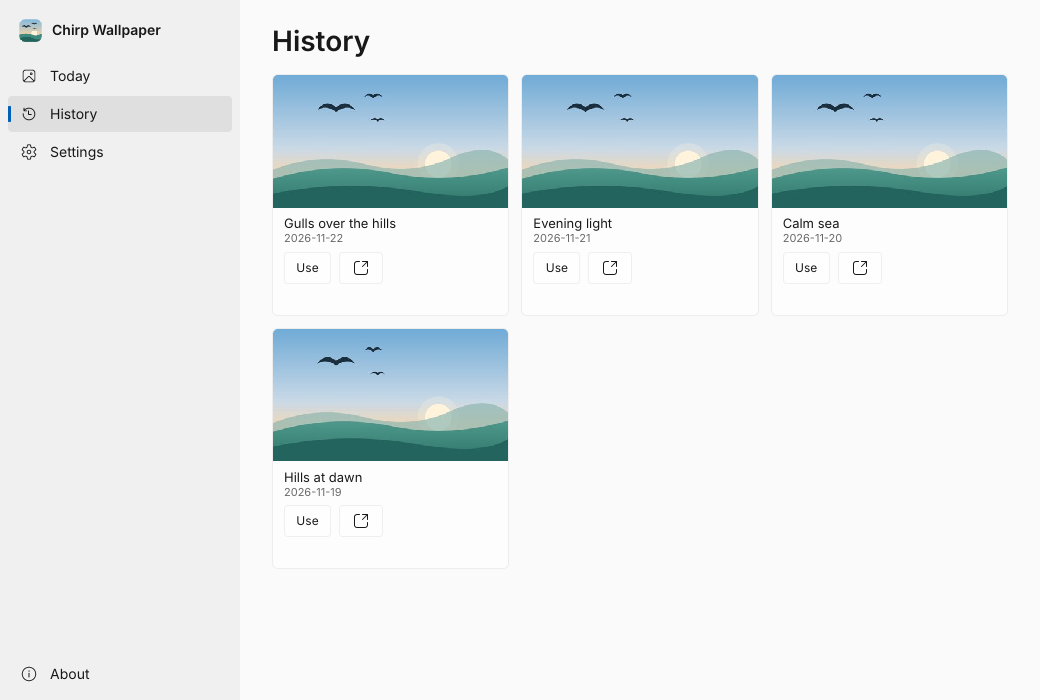 Chirp Wallpaper
Today
History
Settings
About
History
Gulls over the hills
2026-11-22
Use
Evening light
2026-11-21
Use
Calm sea
2026-11-20
Use
Hills at dawn
2026-11-19
Use